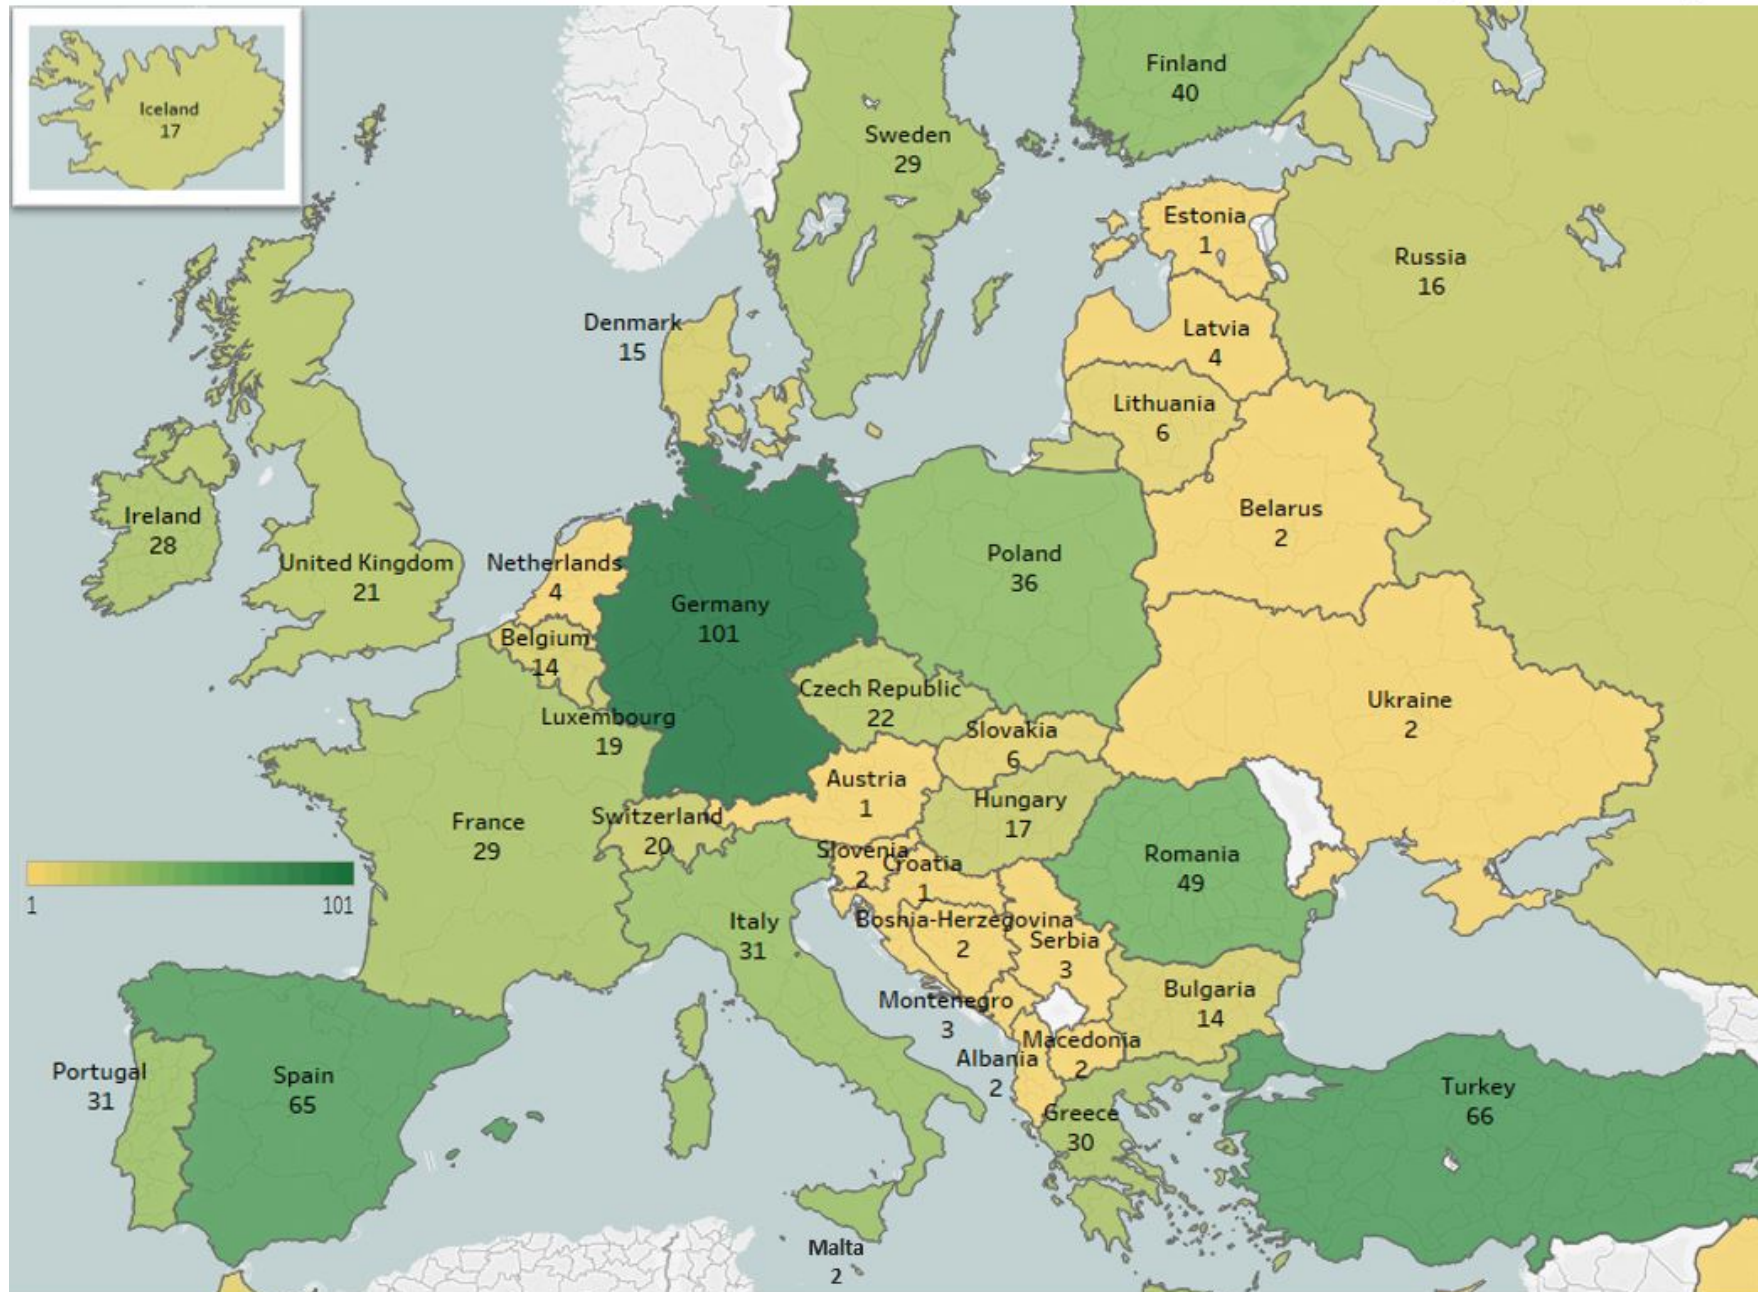 Iceland
17
Finland
40
Sweden
29
Estonia
1
Russia
16
Denmark
15
Latvia
4
Lithuania
6
Ireland
28
United Kingdom
21
Netherlands
4
Belarus
2
Poland
36
Germany
101
Belgium
14
Czech Republic
22
Luxembourg
19
Slovakia
6
Ukraine
2
Austria
1
Hungary
17
France
29
Switzerland
20
Slovenia
2
Croatia
1
Romania
49
1
101
Italy
31
Bosnia-Herzegovina
2
Serbia
3
Bulgaria
14
Montenegro
3
Macedonia
2
Albania
2
Portugal
31
Spain
65
Greece
30
Turkey
66
Malta
2